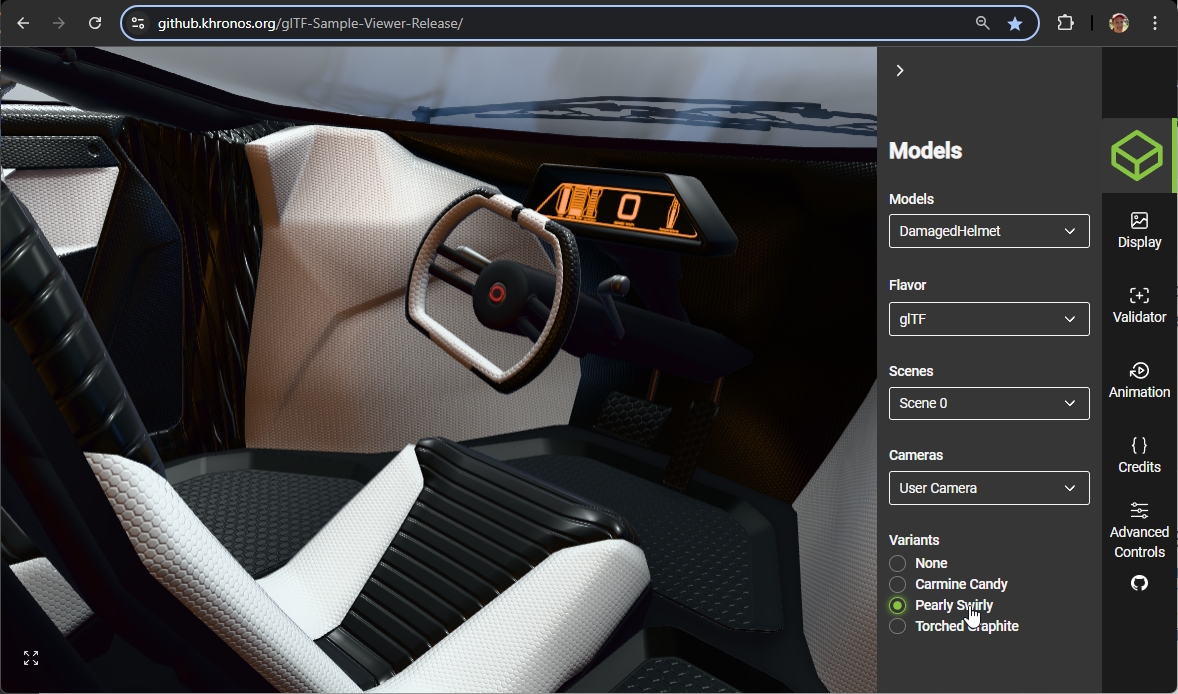 github.khronos.org/glTF-Sample-Viewer-Release/
0
Models
Models
DamagedHelmet
Flavor
glTF
Scenes
Scene 0
Cameras
User Camera
Variants
None
Carmine Candy
Pearly Swirly
Torched Graphite
Display
Validator
Animation
Credits
Advanced
Controls